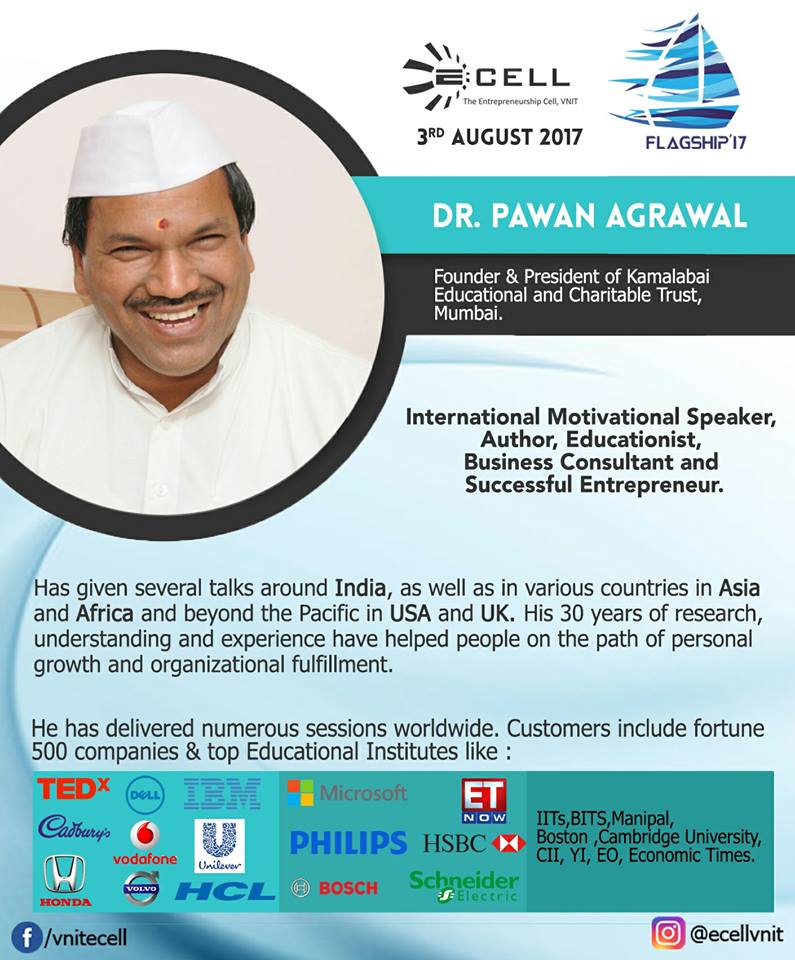 E CELL
The Entrepreneurship Cell, VNIT
3RD AUGUST 2017
FLAGSHIP'17
DR. PAWAN AGRAWAL
Founder & President of Kamalabai
Educational and Charitable Trust,
Mumbai.
International Motivational Speaker,
Author, Educationist,
Business Consultant and
Successful Entrepreneur.
Has given several talks around India, as well as in various countries in Asia
and Africa and beyond the Pacific in USA and UK. His 30 years of research,
understanding and experience have helped people on the path of personal
growth and organizational fulfillment.
He has delivered numerous sessions worldwide. Customers include fortune
500 companies & top Educational Institutes like :
TEDx
DELL
IBM
Microsoft
ET
NOW
Cadbury's
vodafone
Unilever
PHILIPS
HSBC
HONDA
VOLVO
HCL
BOSCH
Schneider
Electric
IITs,BITS,Manipal,
Boston ,Cambridge University,
CII, YI, EO, Economic Times.
f /vnitecell
@ecellvnit